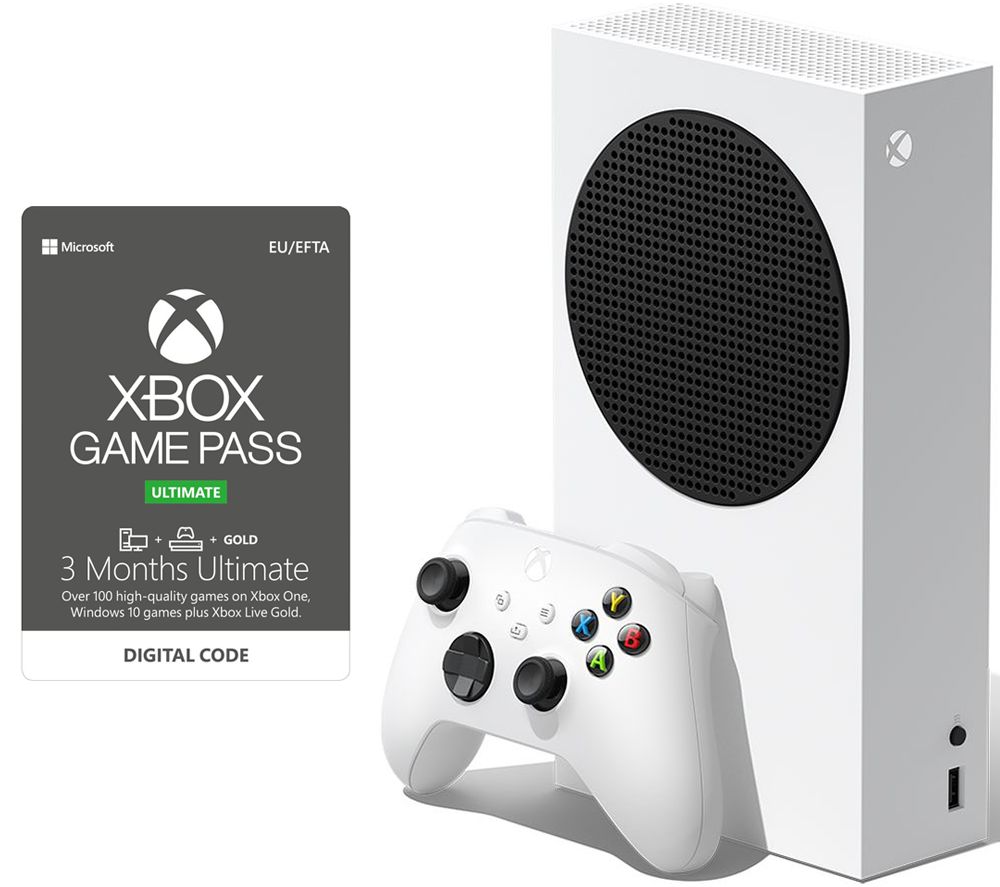 Microsoft
EU/EFTA
XBOX
GAME PASS
ULTIMATE
+ + GOLD
3 Months Ultimate
Over 100 high-quality games on Xbox One,
Windows 10 games plus Xbox Live Gold.
DIGITAL CODE
Y
X
B
A